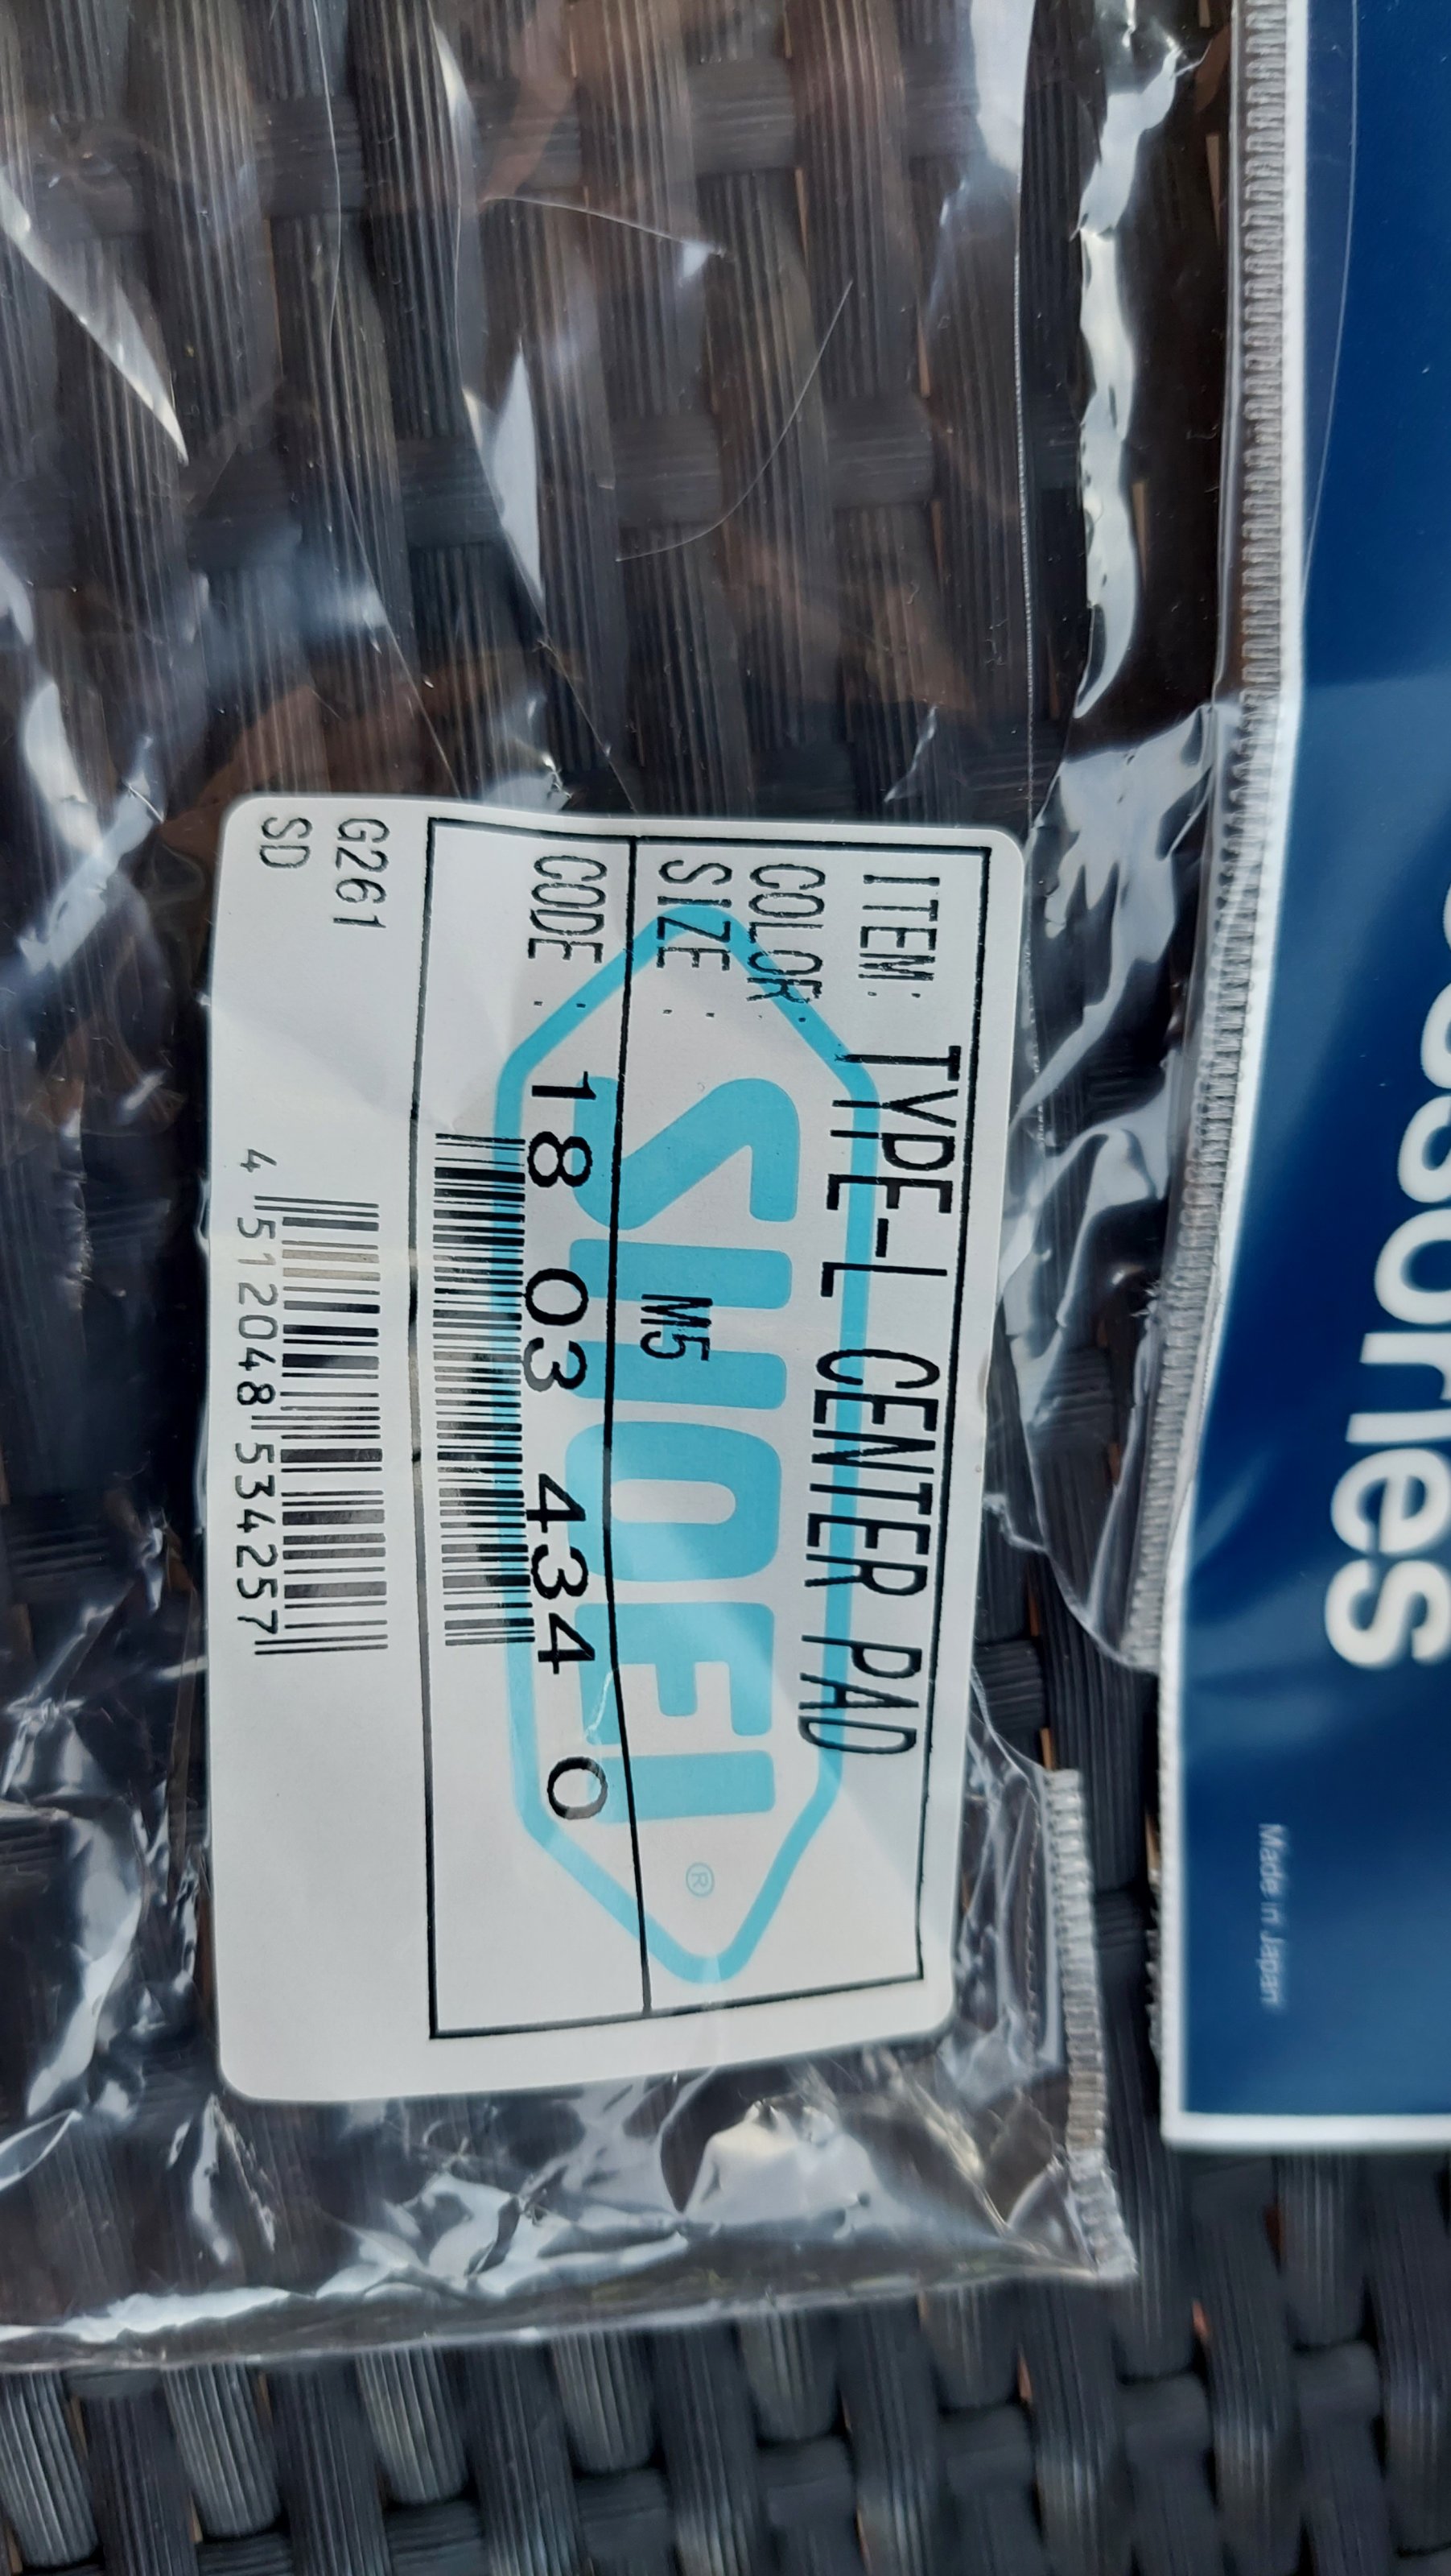 ITEM: TYPE-L CENTER PAD
COLOR:
SIZE : M5
CODE : 18 03 434 0
SHOEI ®
G261
SD
4 512048 534257
Made in Japan